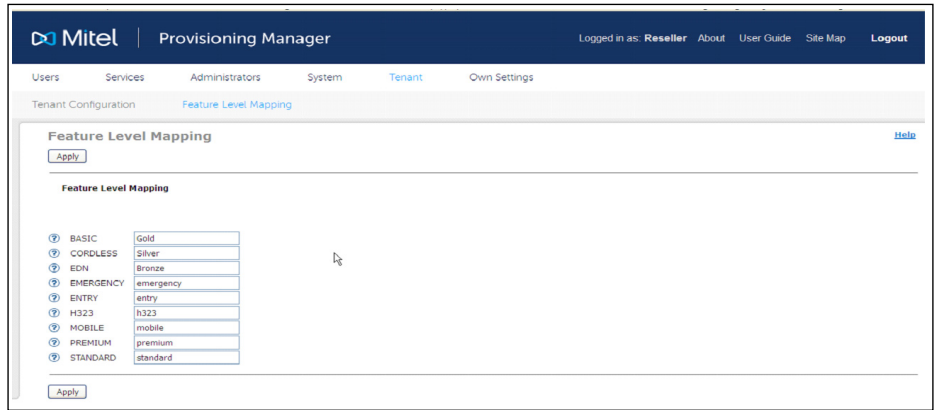 Mitel | Provisioning Manager Logged in as: Reseller About User Guide Site Map Logout
Users Services Administrators System Tenant Own Settings
Tenant Configuration Feature Level Mapping
Feature Level Mapping Help
Apply
Feature Level Mapping
? BASIC Gold
? CORDLESS Silver
? EDN Bronze
? EMERGENCY emergency
? ENTRY entry
? H323 h323
? MOBILE mobile
? PREMIUM premium
? STANDARD standard
Apply